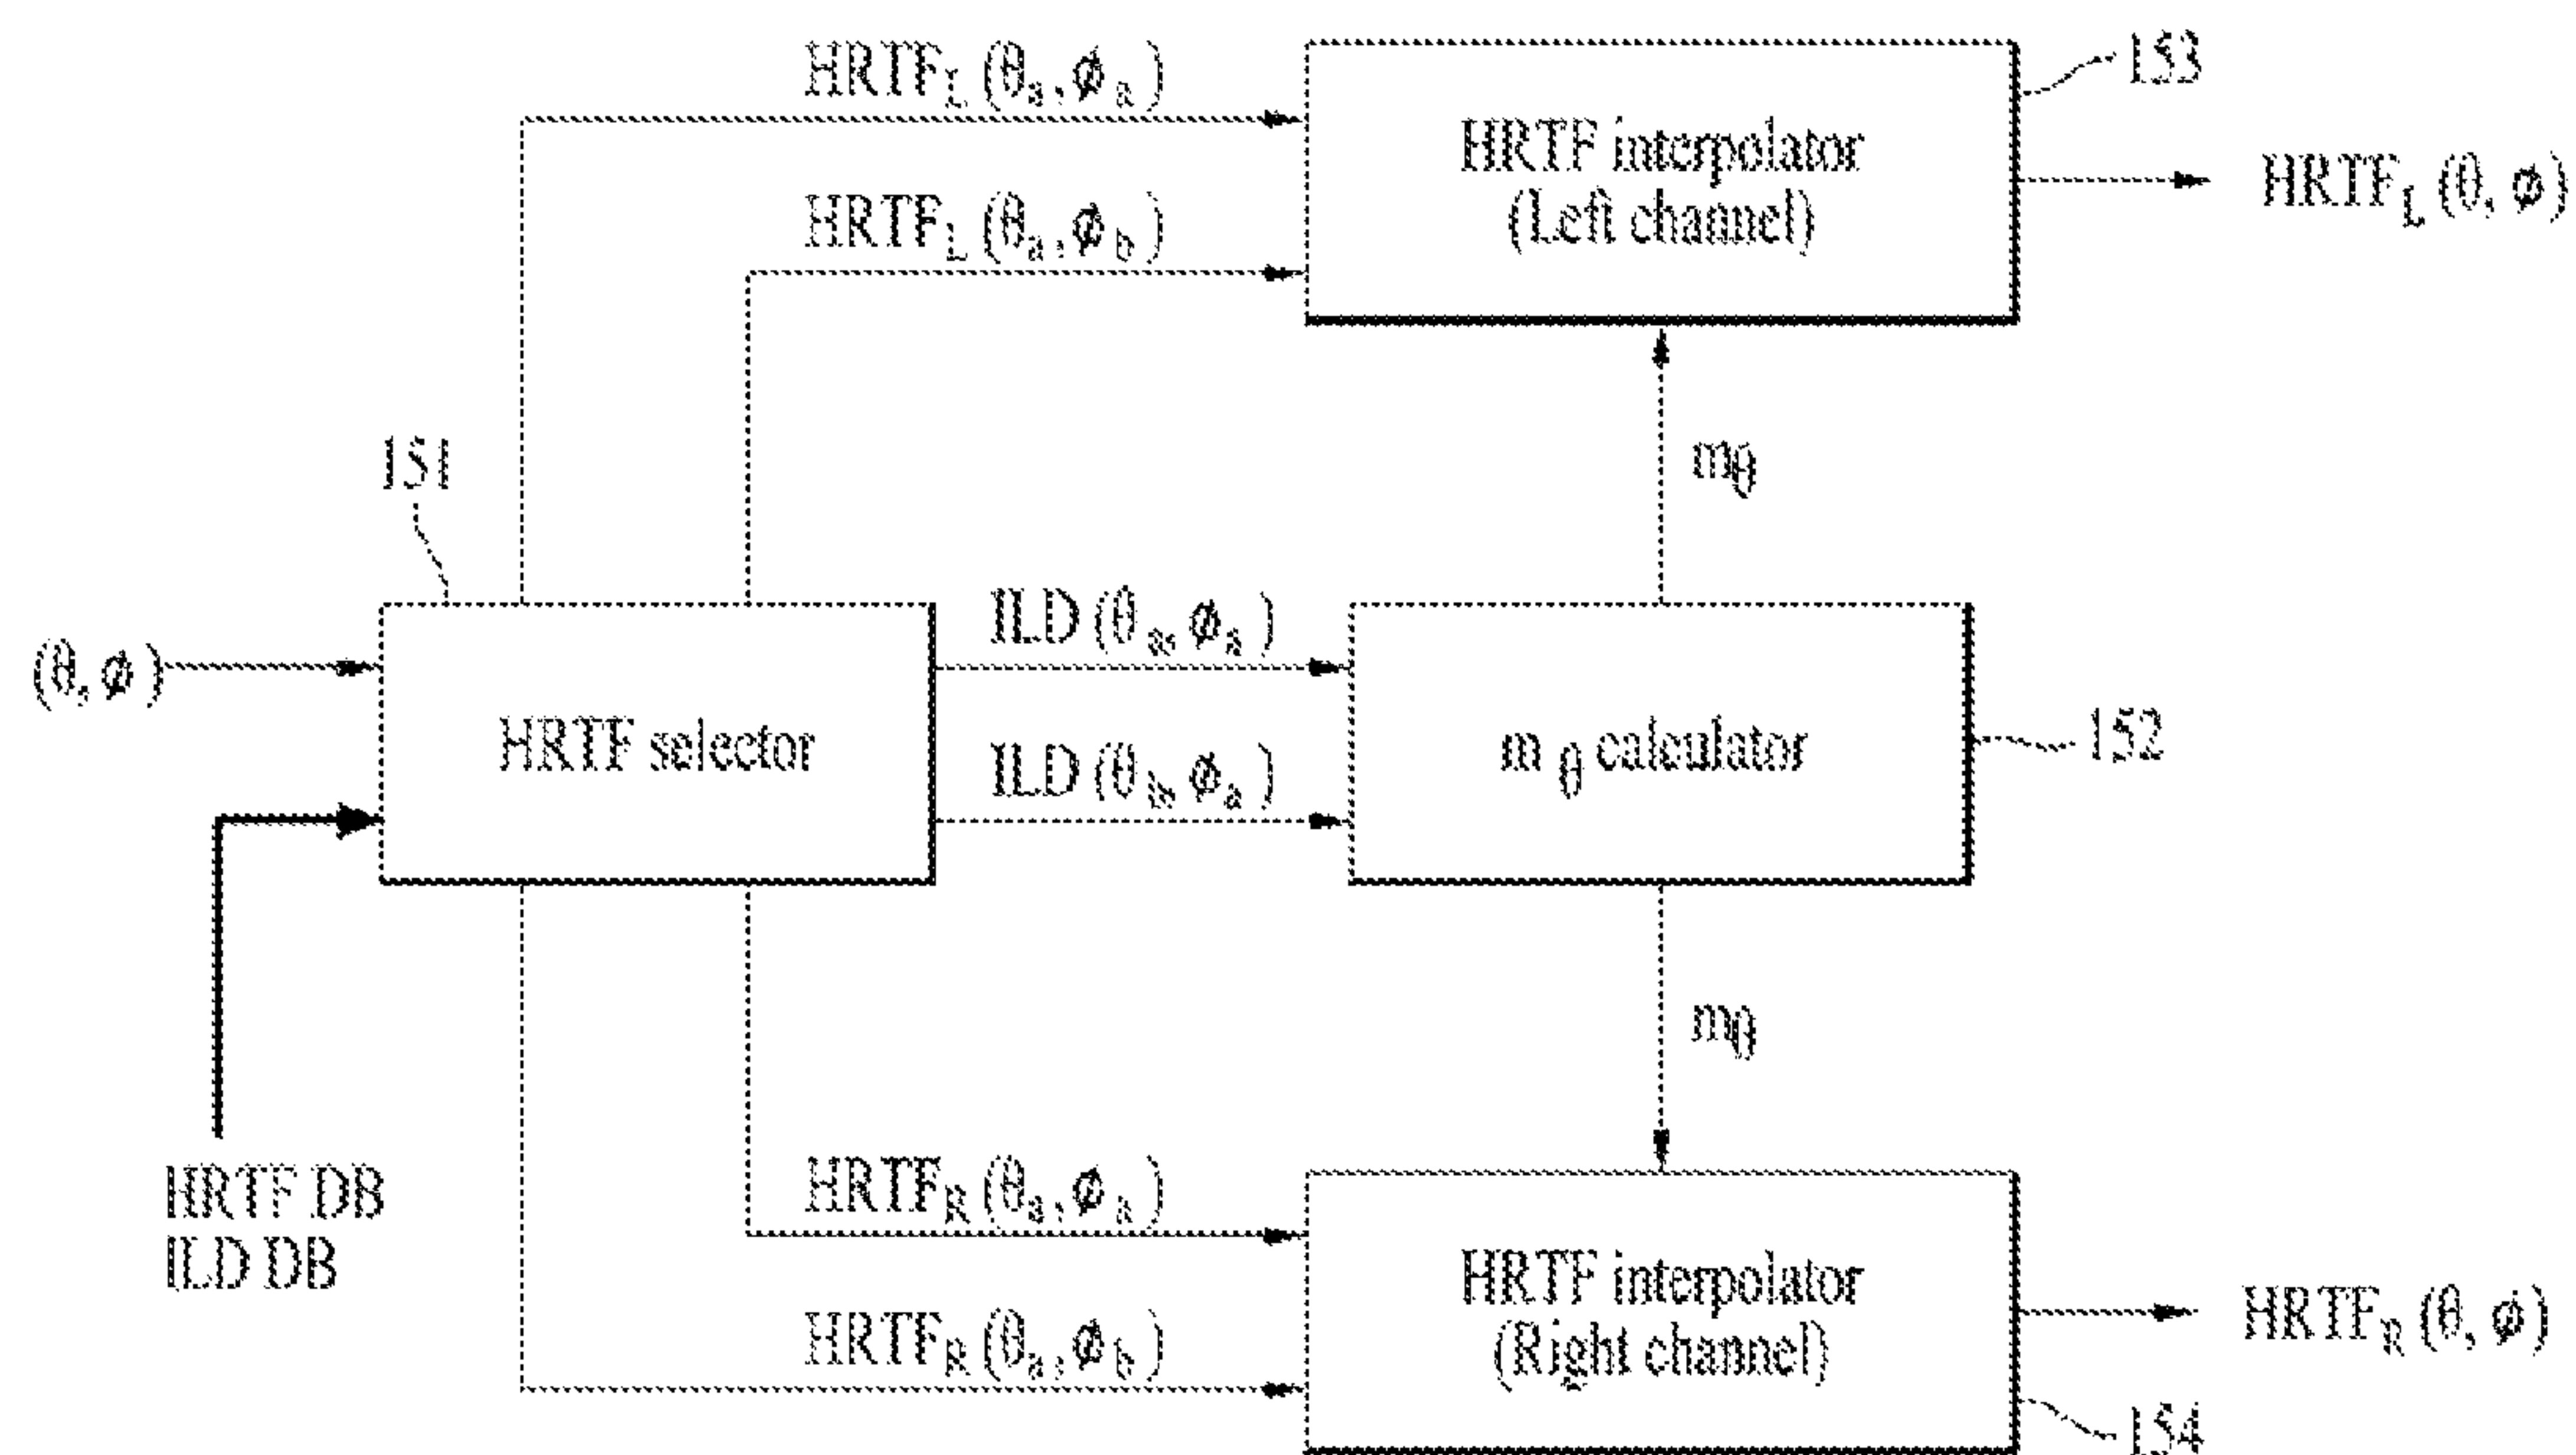 HRTF_L (θ_a, ϕ_a)
153
HRTF interpolator
(Left channel)
HRTF_L (θ, ϕ)
HRTF_L (θ_a, ϕ_b)
m_θ
151
(θ, ϕ)
HRTF selector
ILD (θ_a, ϕ_a)
ILD (θ_b, ϕ_a)
m_θ calculator
152
m_θ
HRTF DB
ILD DB
HRTF_R (θ_a, ϕ_a)
HRTF_R (θ_a, ϕ_b)
HRTF interpolator
(Right channel)
HRTF_R (θ, ϕ)
154